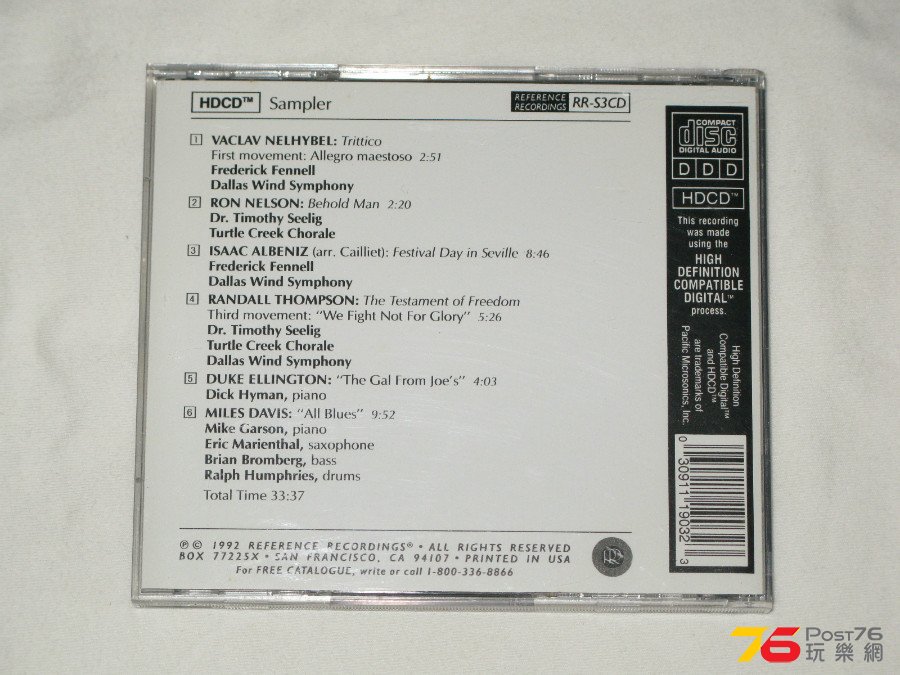 HDCD™ Sampler
REFERENCE RECORDINGS RR-S3CD
1 VACLAV NELHYBEL: Trittico
First movement: Allegro maestoso 2:51
Frederick Fennell
Dallas Wind Symphony
2 RON NELSON: Behold Man 2:20
Dr. Timothy Seelig
Turtle Creek Chorale
3 ISAAC ALBENIZ (arr. Cailliet): Festival Day in Seville 8:46
Frederick Fennell
Dallas Wind Symphony
4 RANDALL THOMPSON: The Testament of Freedom
Third movement: "We Fight Not For Glory" 5:26
Dr. Timothy Seelig
Turtle Creek Chorale
Dallas Wind Symphony
5 DUKE ELLINGTON: "The Gal From Joe's" 4:03
Dick Hyman, piano
6 MILES DAVIS: "All Blues" 9:52
Mike Garson, piano
Eric Marienthal, saxophone
Brian Bromberg, bass
Ralph Humphries, drums
Total Time 33:37
℗ © 1992 REFERENCE RECORDINGS® • ALL RIGHTS RESERVED
BOX 77225X • SAN FRANCISCO, CA 94107 • PRINTED IN USA
For FREE CATALOGUE, write or call 1-800-336-8866
RR
COMPACT
disc
DIGITAL AUDIO
D D D
HDCD™
This recording
was made
using the
HIGH
DEFINITION
COMPATIBLE
DIGITAL™
process.
High Definition
Compatible Digital™
and HDCD™
are trademarks of
Pacific Microsonics, Inc.
0 30911 19032 3
76 Post76
玩樂網